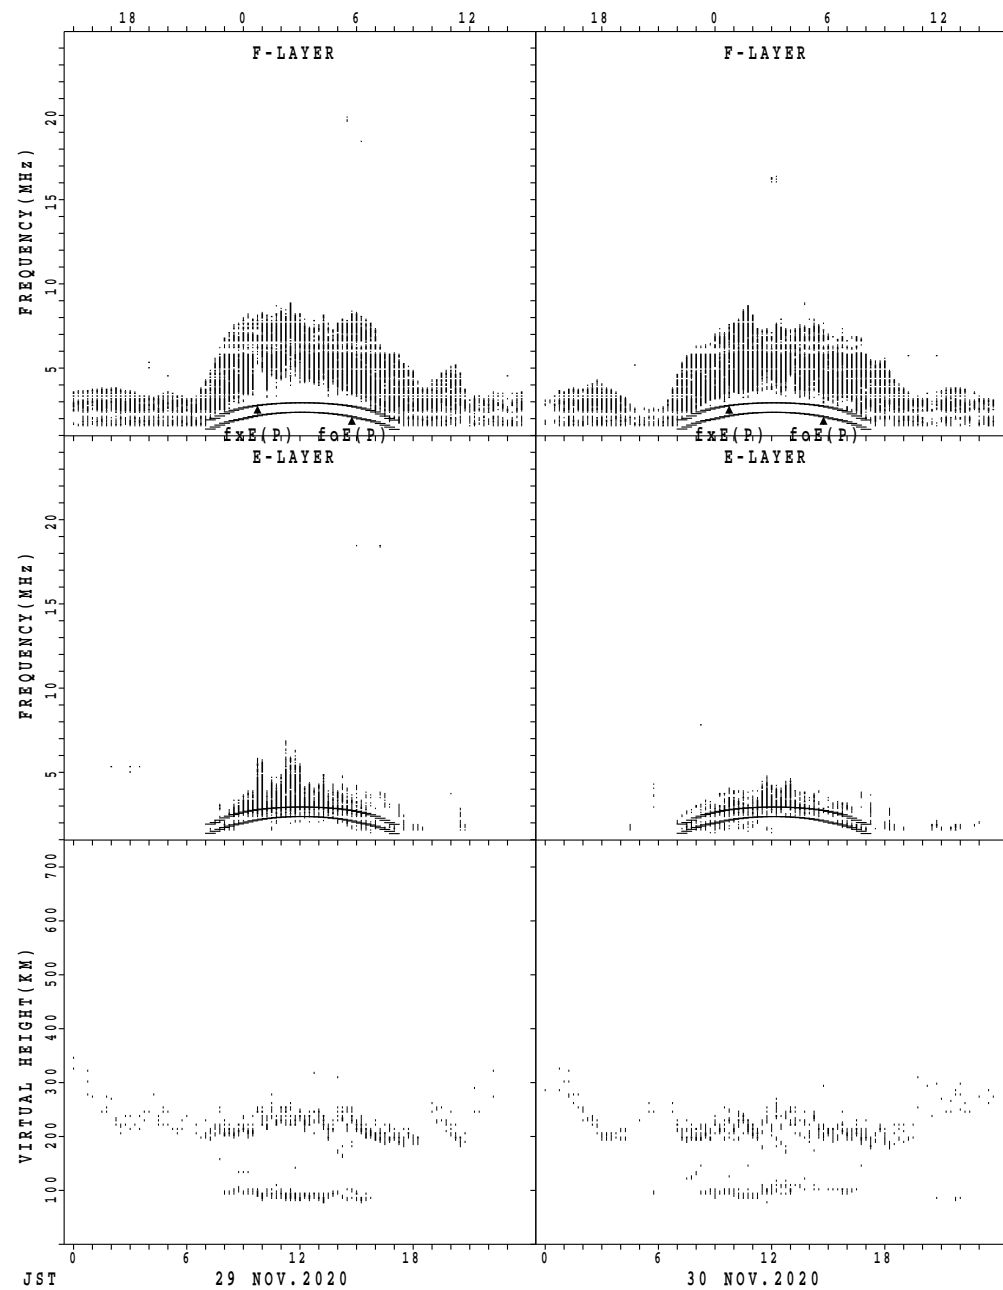 18 0 6 12 18 0 6 12
F-LAYER F-LAYER
FREQUENCY(MHz)
20
15
10
5
fxE(P) foE(P) fxE(P) foE(P)
E-LAYER E-LAYER
FREQUENCY(MHz)
20
15
10
5
VIRTUAL HEIGHT(KM)
700
600
500
400
300
200
100
0 6 12 18 0 6 12 18
JST 29 NOV.2020 30 NOV.2020